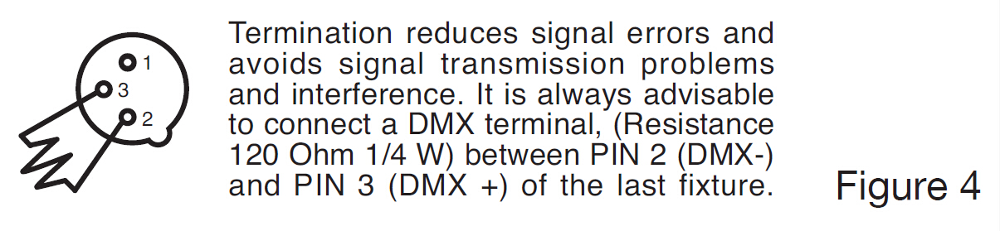 1
3
2
Termination reduces signal errors and
avoids signal transmission problems
and interference. It is always advisable
to connect a DMX terminal, (Resistance
120 Ohm 1/4 W) between PIN 2 (DMX-)
and PIN 3 (DMX +) of the last fixture.
Figure 4